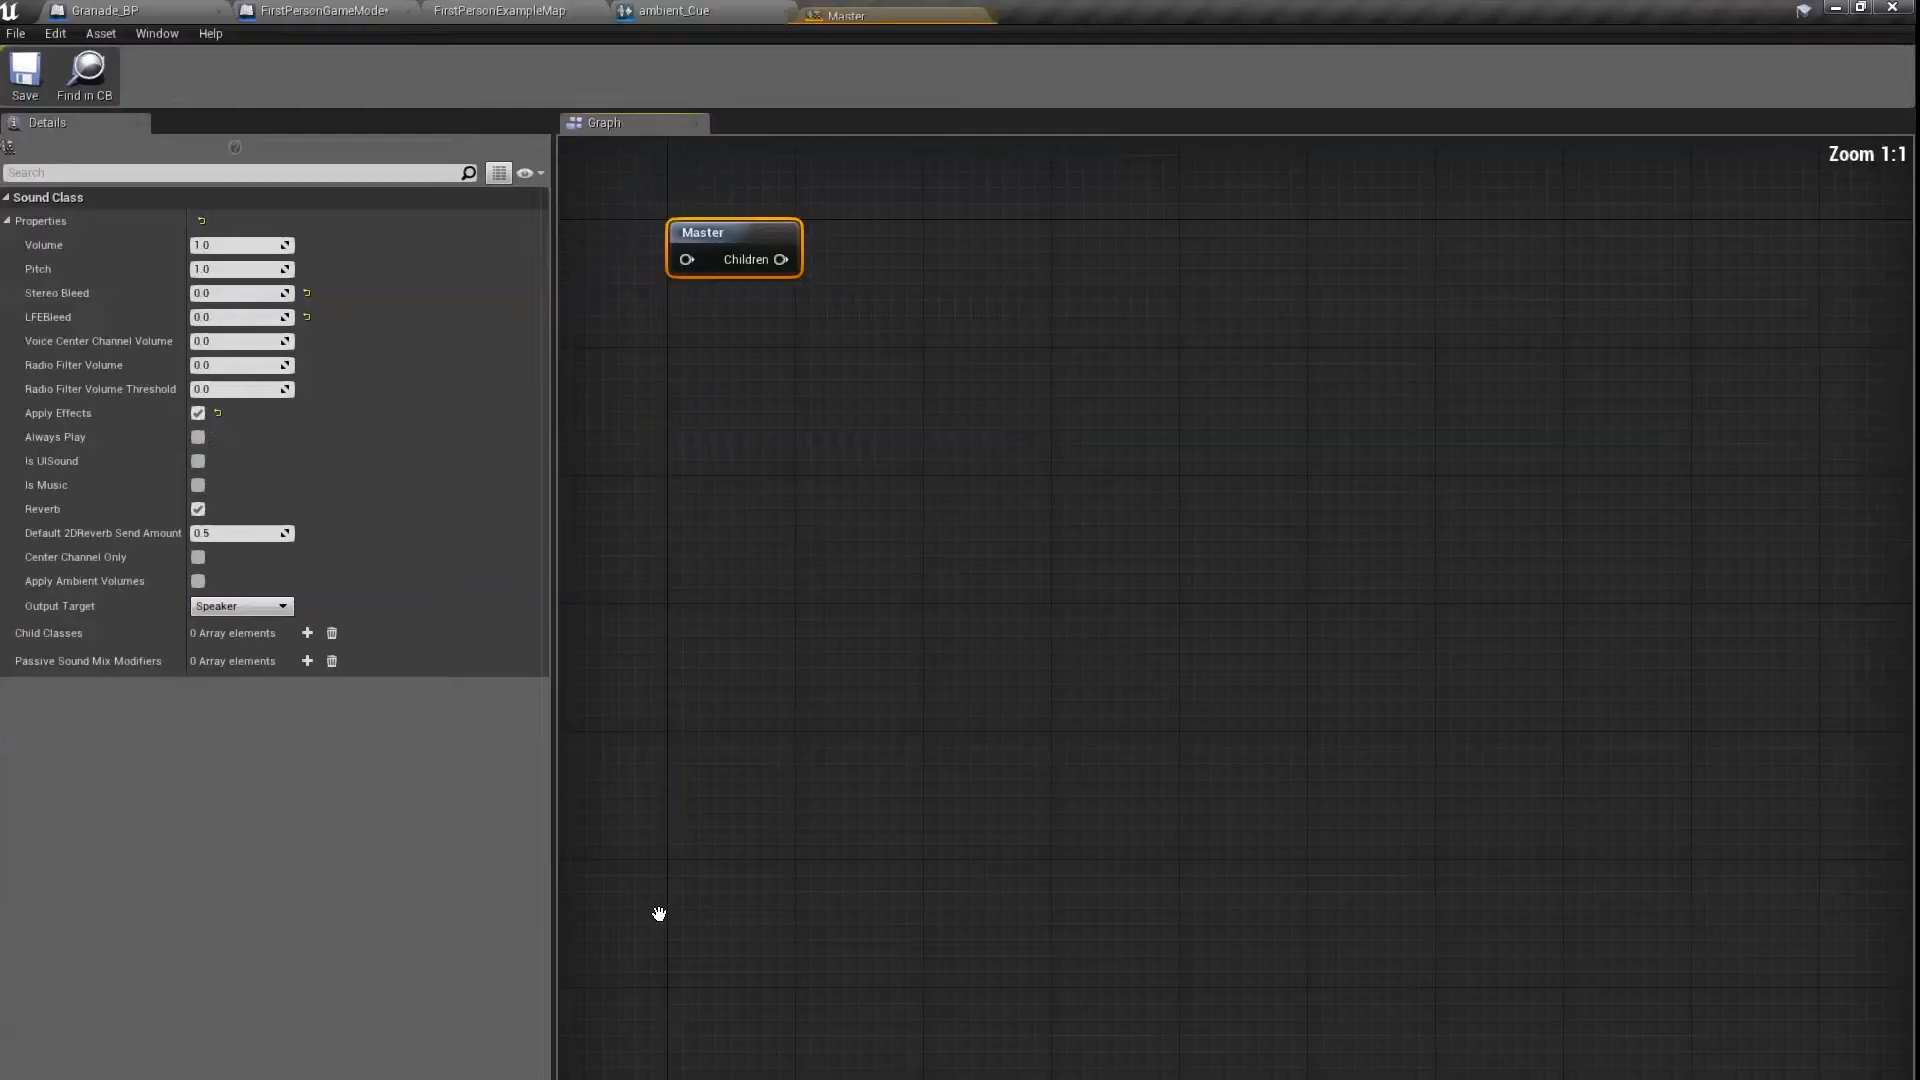 Granade_BP
FirstPersonGameMode*
FirstPersonExampleMap
ambient_Cue
Master
File
Edit
Asset
Window
Help
Save
Find in CB
Details
Graph
Search
Zoom 1:1
Sound Class
Properties
Volume
1.0
Pitch
1.0
Stereo Bleed
0.0
LFEBleed
0.0
Voice Center Channel Volume
0.0
Radio Filter Volume
0.0
Radio Filter Volume Threshold
0.0
Apply Effects
Always Play
Is UISound
Is Music
Reverb
Default 2DReverb Send Amount
0.5
Center Channel Only
Apply Ambient Volumes
Output Target
Speaker
Child Classes
0 Array elements
Passive Sound Mix Modifiers
0 Array elements
Master
Children